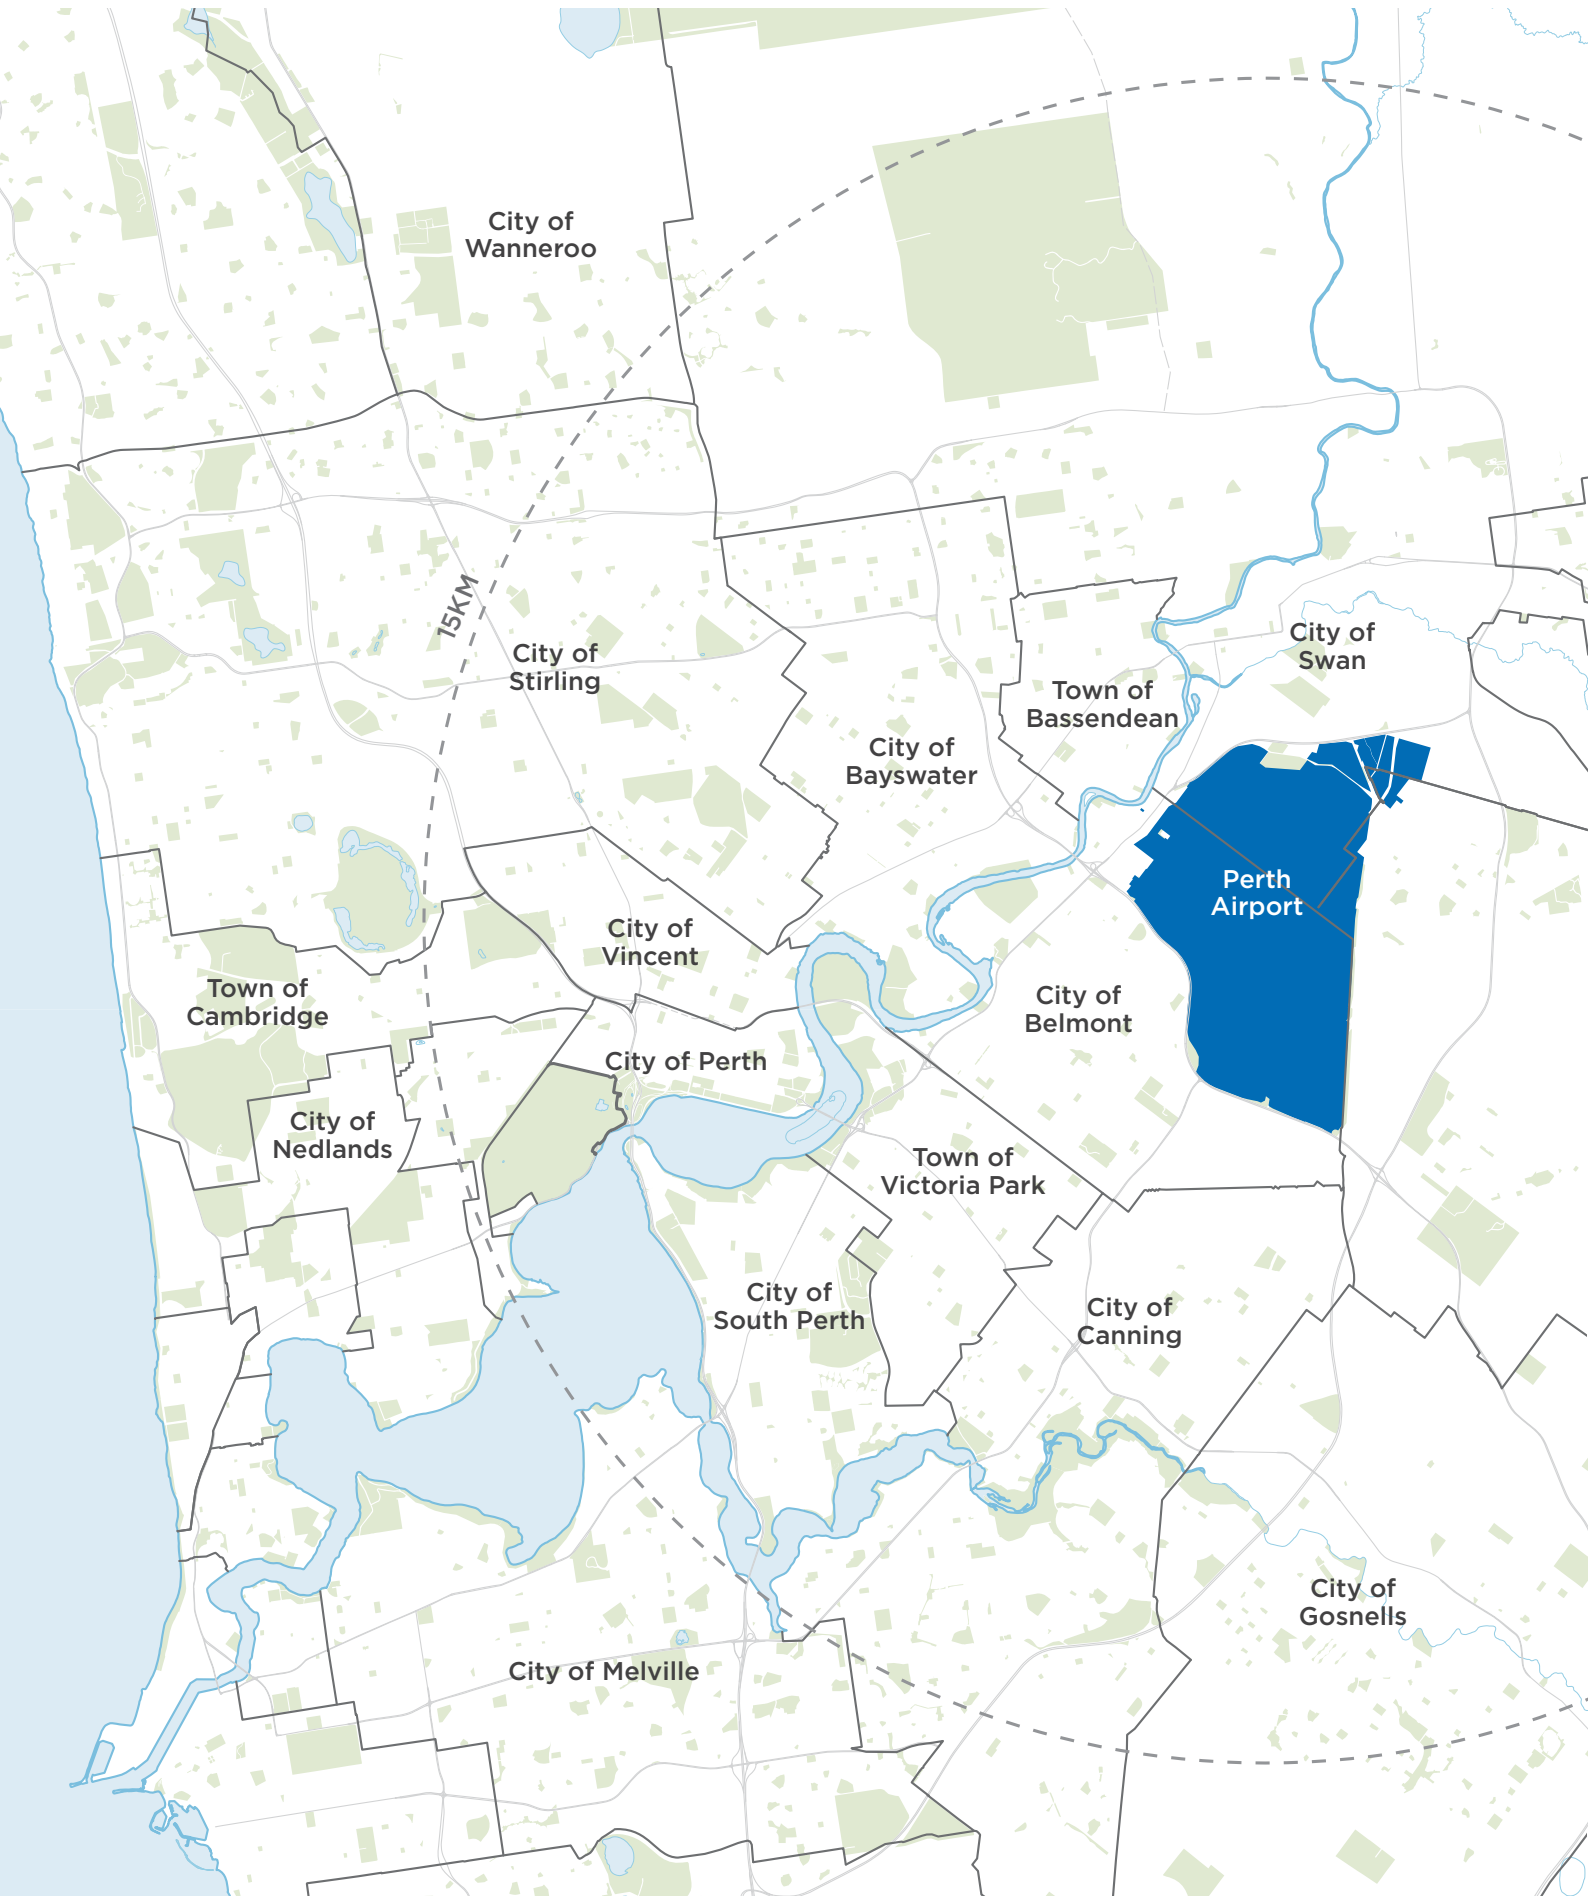 City of
Wanneroo
15KM
City of
Stirling
City of
Swan
Town of
Bassendean
City of
Bayswater
Perth
Airport
City of
Vincent
Town of
Cambridge
City of
Belmont
City of Perth
City of
Nedlands
Town of
Victoria Park
City of
South Perth
City of
Canning
City of
Gosnells
City of Melville